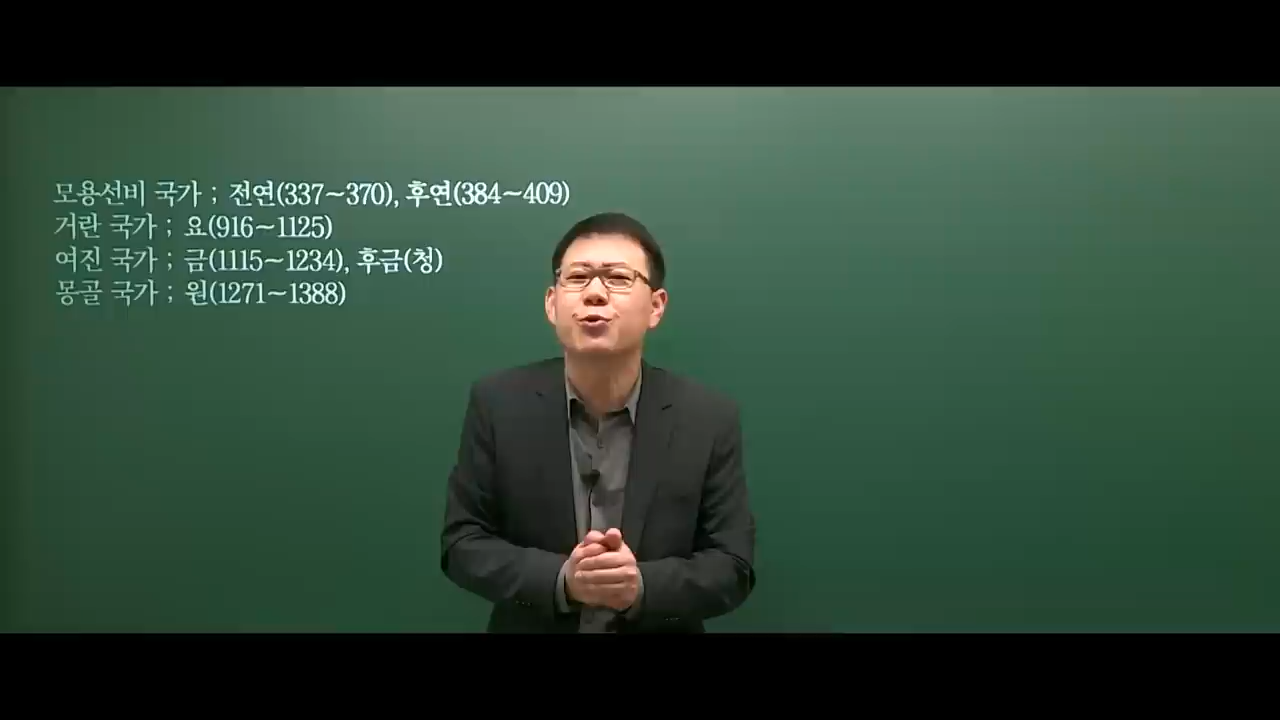 모용선비 국가 ; 전연(337~370), 후연(384~409)
거란 국가 ; 요(916~1125)
여진 국가 ; 금(1115~1234), 후금(청)
몽골 국가 ; 원(1271~1388)